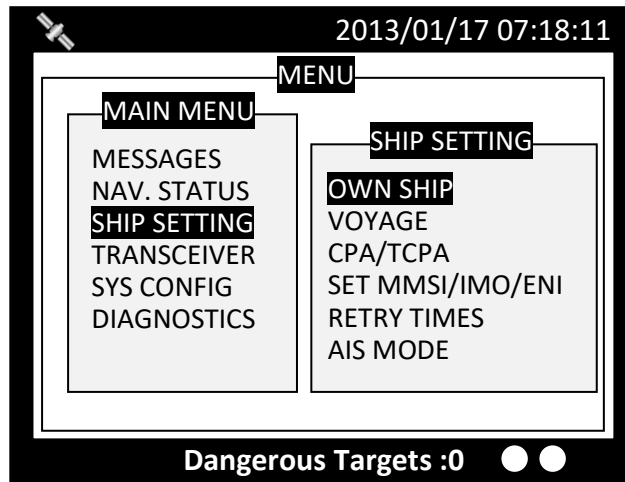 2013/01/17 07:18:11
MENU
MAIN MENU
MESSAGES
NAV. STATUS
SHIP SETTING
TRANSCEIVER
SYS CONFIG
DIAGNOSTICS
SHIP SETTING
OWN SHIP
VOYAGE
CPA/TCPA
SET MMSI/IMO/ENI
RETRY TIMES
AIS MODE
Dangerous Targets :0